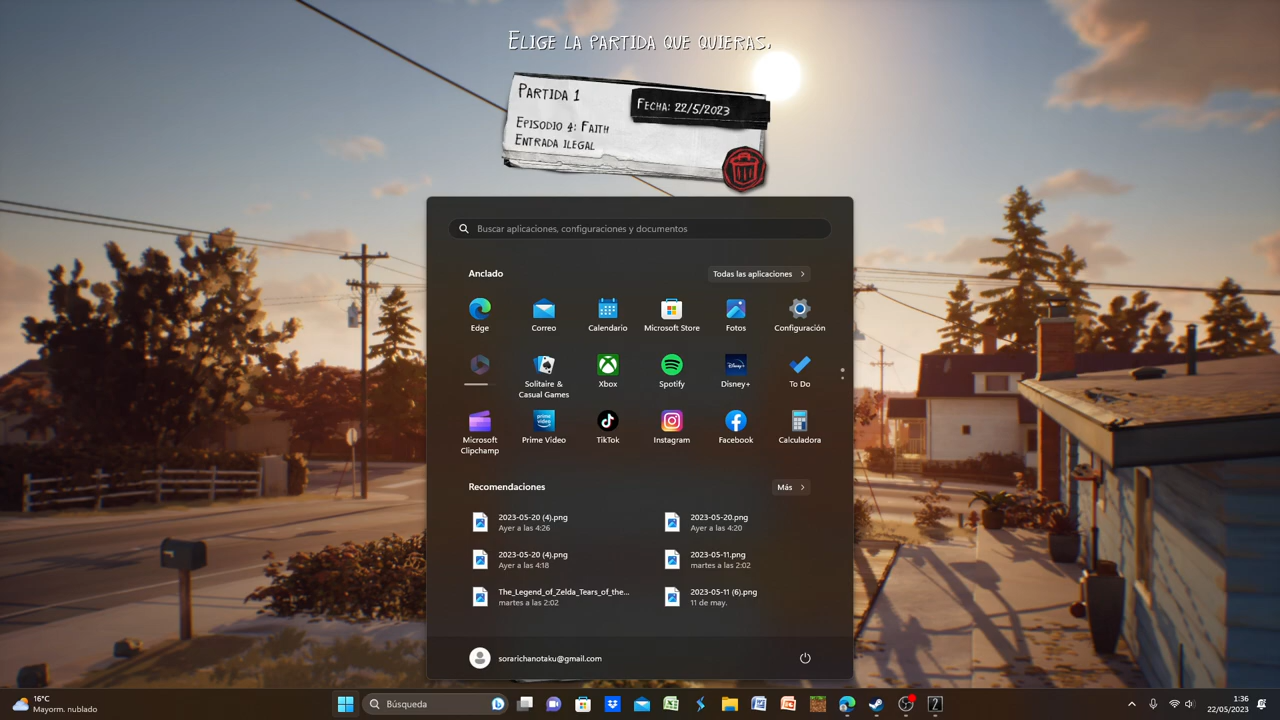 Elige la partida que quieras.
Partida 1
Fecha: 22/5/2023
Episodio 4: Faith
Entrada ilegal
Buscar aplicaciones, configuraciones y documentos
Anclado
Todas las aplicaciones
Edge
Correo
Calendario
Microsoft Store
Fotos
Configuración
Solitaire &
Casual Games
Xbox
Spotify
Disney+
Disney+
To Do
Microsoft
Clipchamp
prime
video
Prime Video
TikTok
Instagram
Facebook
Calculadora
Recomendaciones
Más
2023-05-20 (4).png
Ayer a las 4:26
2023-05-20.png
Ayer a las 4:20
2023-05-20 (4).png
Ayer a las 4:18
2023-05-11.png
martes a las 2:02
The_Legend_of_Zelda_Tears_of_the...
martes a las 2:02
2023-05-11 (6).png
11 de may.
sorarichanotaku@gmail.com
16°C
Mayorm. nublado
Búsqueda
1:36
22/05/2023